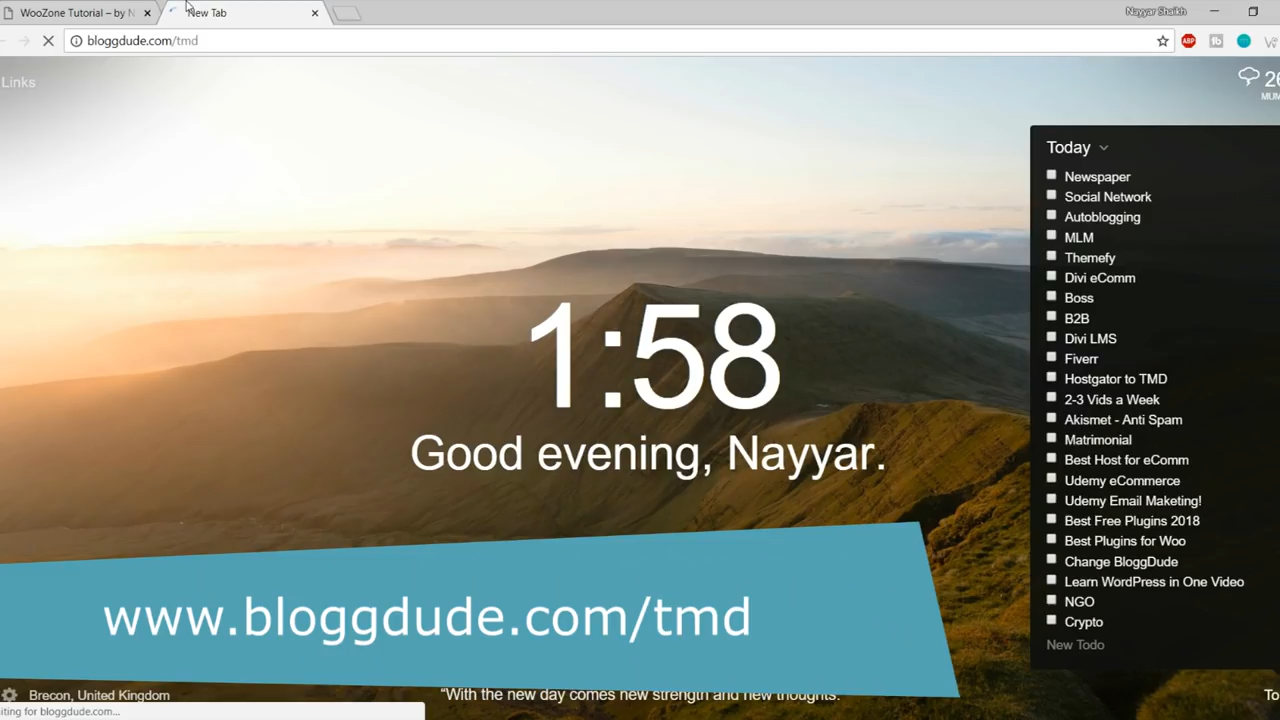 WooZone Tutorial – by N
New Tab
Nayyar Shaikh
bloggdude.com/tmd
ABP
Links
26
MUM
Today
Newspaper
Social Network
Autoblogging
MLM
Themefy
Divi eComm
Boss
B2B
Divi LMS
Fiverr
Hostgator to TMD
2-3 Vids a Week
Akismet - Anti Spam
Matrimonial
Best Host for eComm
Udemy eCommerce
Udemy Email Maketing!
Best Free Plugins 2018
Best Plugins for Woo
Change BloggDude
Learn WordPress in One Video
NGO
Crypto
New Todo
1:58
Good evening, Nayyar.
www.bloggdude.com/tmd
Brecon, United Kingdom
“With the new day comes new strength and new thoughts.
To
iting for bloggdude.com...